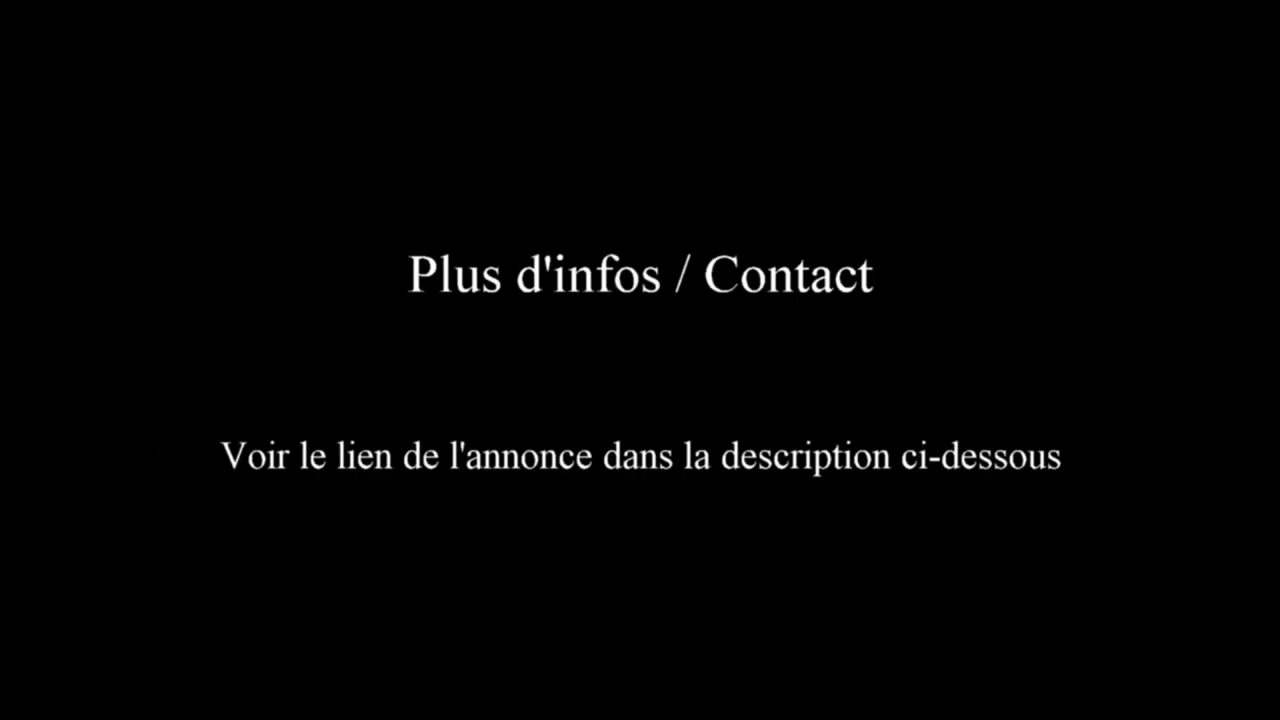 Plus d'infos / Contact
Voir le lien de l'annonce dans la description ci-dessous